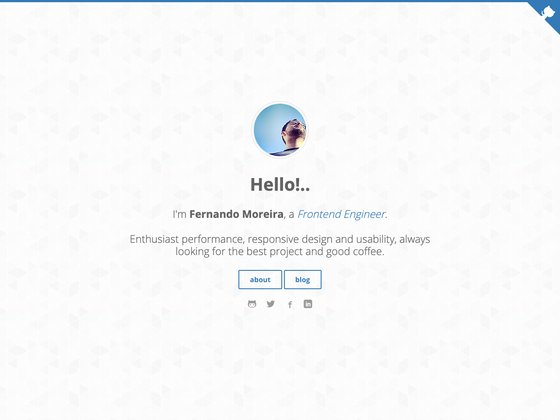 Hello!..
I'm Fernando Moreira, a Frontend Engineer.
Enthusiast performance, responsive design and usability, always
looking for the best project and good coffee.
about blog